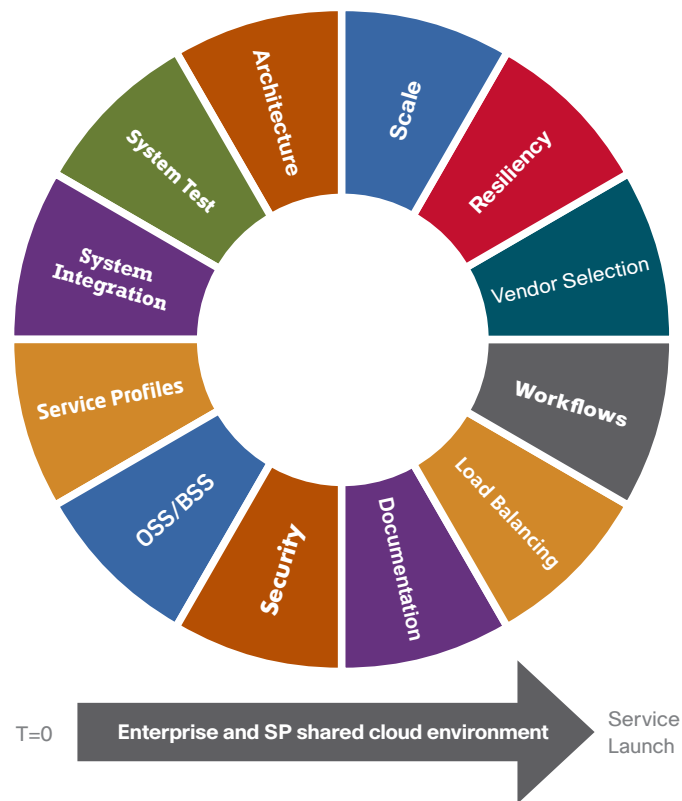 Architecture
Scale
Resiliency
Vendor Selection
Workflows
Load Balancing
Documentation
Security
OSS/BSS
Service Profiles
System
Integration
System Test
T=0
Enterprise and SP shared cloud environment
Service
Launch